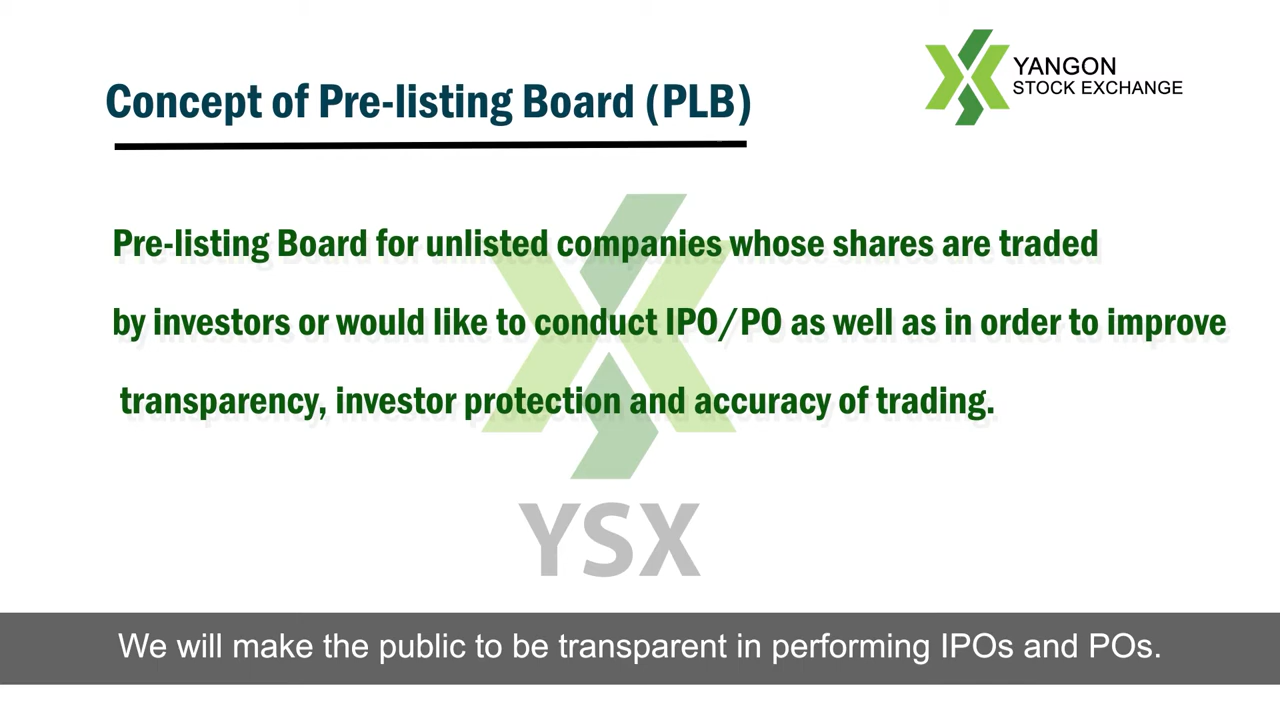 YANGON
STOCK EXCHANGE
Concept of Pre-listing Board (PLB)
Pre-listing Board for unlisted companies whose shares are traded
by investors or would like to conduct IPO/PO as well as in order to improve
transparency, investor protection and accuracy of trading.
YSX
We will make the public to be transparent in performing IPOs and POs.